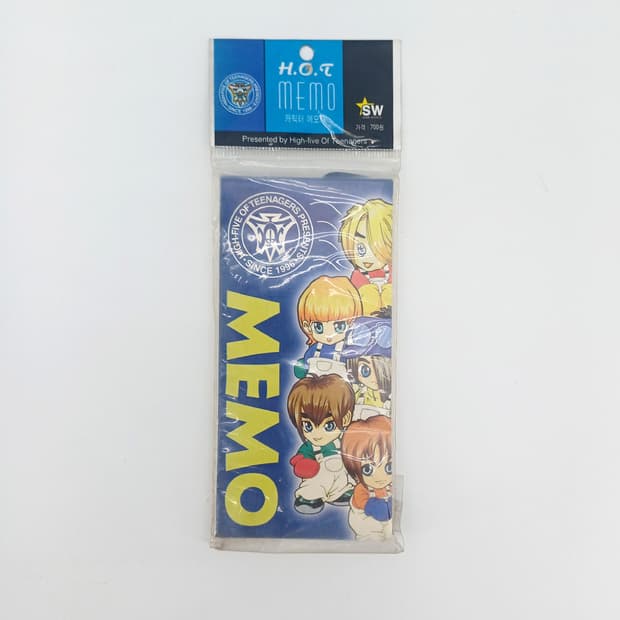 H.O.T
MEMO
캐릭터 메모
SW
가격 : 700원
Presented by High-five Of Teenagers
HIGH-FIVE OF TEENAGERS PRESENTS
SINCE 1996
MEMO